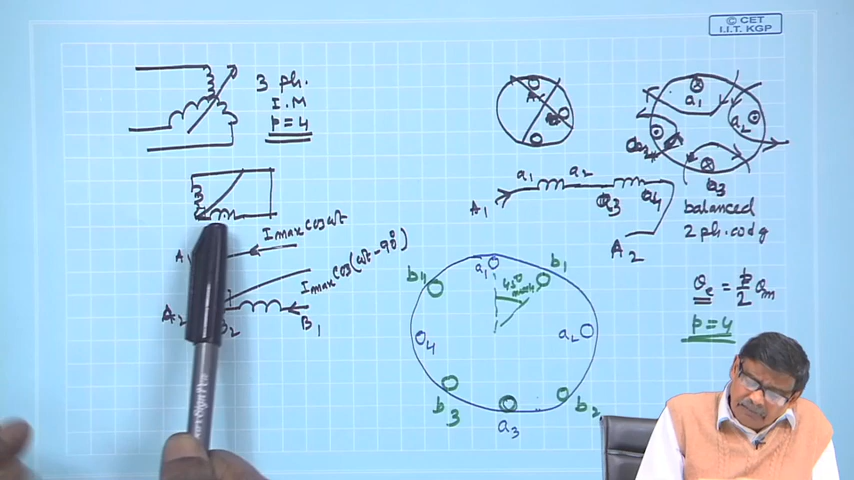 © CET
I.I.T. KGP
3 ph.
I.M
p=4
a1
a2
a3
balanced
2 ph. codg
θe = p/2 θm
p=4
a1 a2 a3 a4
A1
A2
Imax cos ωt
Imax cos(ωt-90°)
A1
A2
B2
B1
a1
b1
45°
mech
a2
b2
a3
b3
4
b4